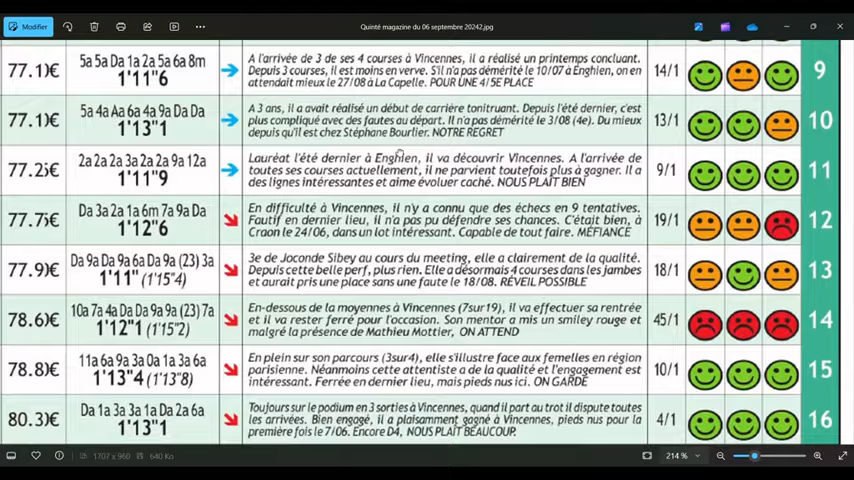 Modifier
Quinté magazine du 06 septembre 20242.jpg
77.1)€
5a 5a Da 1a 2a 5a 6a 8m
1'11"6
A l'arrivée de 3 de ses 4 courses à Vincennes, il a réalisé un printemps concluant.
Depuis 3 courses, il est moins en verve. S'il n'a pas démérité le 10/07 à Enghien, on en
attendait mieux le 27/08 à La Capelle. POUR UNE 4/5E PLACE
14/1
9
77.1)€
5a 4a Aa 6a 4a 9a Da Da
1'13"1
A 3 ans, il a avait réalisé un début de carrière tonitruant. Depuis l'été dernier, c'est
plus compliqué avec des fautes au départ. Il n'a pas démérité le 3/08 (4e). Du mieux
depuis qu'il est chez Stéphane Bourlier. NOTRE REGRET
13/1
10
2a 2a 2a 3a 2a 2a 9a 12a
1'11"9
Lauréat l'été dernier à Enghien, il va découvrir Vincennes. A l'arrivée de
toutes ses courses actuellement, il ne parvient toutefois plus à gagner. Il a
des lignes intéressantes et aime évoluer caché. NOUS PLAIT BIEN
9/1
11
Da 3a 2a 1a 6m 7a 9a Da
1'12"6
En difficulté à Vincennes, il n'y a connu que des échecs en 9 tentatives.
Fautif en dernier lieu, il n'a pas pu défendre ses chances. C'était bien, à
Craon le 24/06, dans un lot intéressant. Capable de tout faire. MÉFIANCE
19/1
12
77.9)€
Da 9a Da 9a 6a Da 9a (23) 3a
1'11" (1'15"4)
3e de Joconde Sibey au cours du meeting, elle a clairement de la qualité.
Depuis cette belle perf, plus rien. Elle a désormais 4 courses dans les jambes
et aurait pris une place sans une faute le 18/08. RÉVEIL POSSIBLE
18/1
13
78.6)€
10a 7a 4a Da Da 9a 9a (23) 7a
1'12"1 (1'15"2)
En-dessous de la moyenne à Vincennes (7sur19), il va effectuer sa rentrée
et il va rester ferré pour l'occasion. Son mentor a mis un smiley rouge et
malgré la présence de Mathieu Mottier, ON ATTEND
45/1
14
78.8)€
11a 6a 9a 3a 0a 1a 3a 6a
1'13"4 (1'13"8)
En plein sur son parcours (3sur4), elle s'illustre face aux femelles en région
parisienne. Néanmoins cette attentiste a de la qualité et l'engagement est
intéressant. Ferrée en dernier lieu, mais pieds nus ici. ON GARDE
10/1
15
80.3)€
Da 1a 3a 3a 1a Da 2a 6a
1'13"1
Toujours sur le podium en 3 sorties à Vincennes, quand il part au trot il dispute toutes
les arrivées. Bien engagé, il a plaisamment gagné à Vincennes, pieds nus pour la
première fois le 7/06. Encore D4, NOUS PLAÎT BEAUCOUP.
4/1
16
1707 x 960
640 Ko
214 %